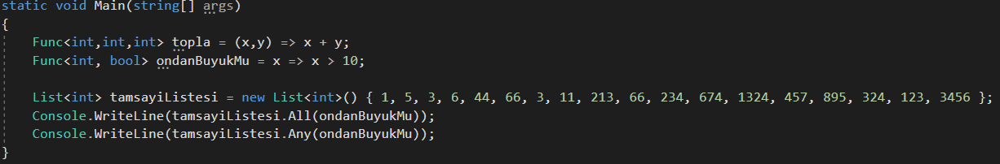 static void Main(string[] args)
{
Func<int,int,int> topla = (x,y) => x + y;
Func<int, bool> ondanBuyukMu = x => x > 10;
List<int> tamsayiListesi = new List<int>() { 1, 5, 3, 6, 44, 66, 3, 11, 213, 66, 234, 674, 1324, 457, 895, 324, 123, 3456 };
Console.WriteLine(tamsayiListesi.All(ondanBuyukMu));
Console.WriteLine(tamsayiListesi.Any(ondanBuyukMu));
}